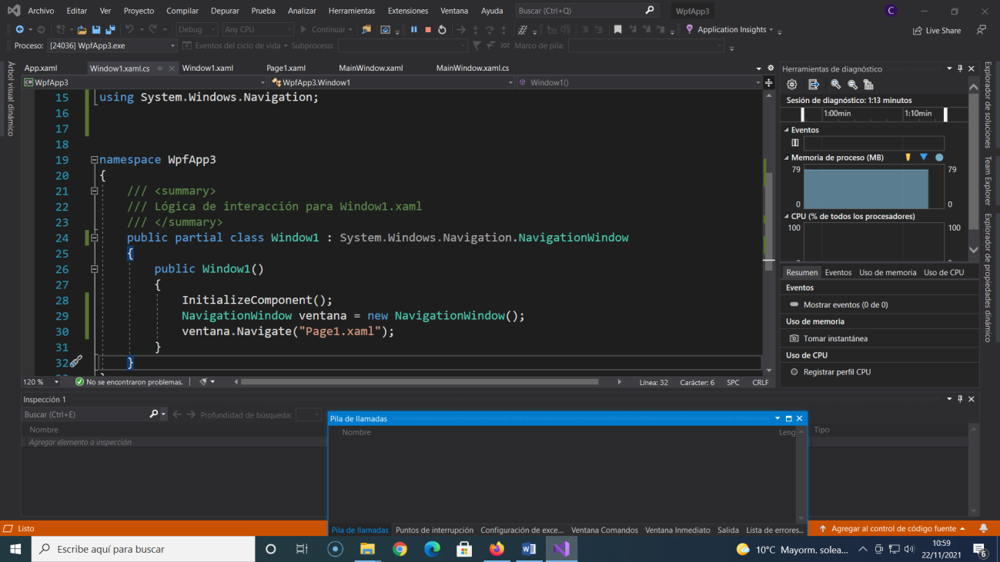 Archivo Editar Ver Proyecto Compilar Depurar Prueba Analizar Herramientas Extensiones Ventana Ayuda Buscar (Ctrl+Q) WpfApp3 C
Debug Any CPU Continuar Application Insights Live Share
Proceso: [24036] WpfApp3.exe Eventos del ciclo de vida Subproceso: Marco de pila:
Árbol visual dinámico
App.xaml Window1.xaml.cs Window1.xaml Page1.xaml MainWindow.xaml MainWindow.xaml.cs
WpfApp3 WpfApp3.Window1 Window1()
15 using System.Windows.Navigation;
16
17
18
19 namespace WpfApp3
20 {
21 /// <summary>
22 /// Lógica de interacción para Window1.xaml
23 /// </summary>
24 public partial class Window1 : System.Windows.Navigation.NavigationWindow
25 {
26 public Window1()
27 {
28 InitializeComponent();
29 NavigationWindow ventana = new NavigationWindow();
30 ventana.Navigate("Page1.xaml");
31 }
32 }
120 % No se encontraron problemas. Línea: 32 Carácter: 6 SPC CRLF
Herramientas de diagnóstico
Sesión de diagnóstico: 1:13 minutos
1:00min 1:10min
Eventos
Memoria de proceso (MB)
79 79
0 0
CPU (% de todos los procesadores)
100 100
Resumen Eventos Uso de memoria Uso de CPU
Eventos
Mostrar eventos (0 de 0)
Uso de memoria
Tomar instantánea
Uso de CPU
Registrar perfil CPU
Explorador de soluciones
Team Explorer
Explorador de propiedades dinámico
Inspección 1
Buscar (Ctrl+E) Profundidad de búsqueda:
Nombre Tipo
Agregar elemento a inspección
Pila de llamadas
Nombre Leng
Pila de llamadas Puntos de interrupción Configuración de exce... Ventana Comandos Ventana Inmediato Salida Lista de errores...
Listo Agregar al control de código fuente
Escribe aquí para buscar 10°C Mayorm. solea... 10:59
22/11/2021 6